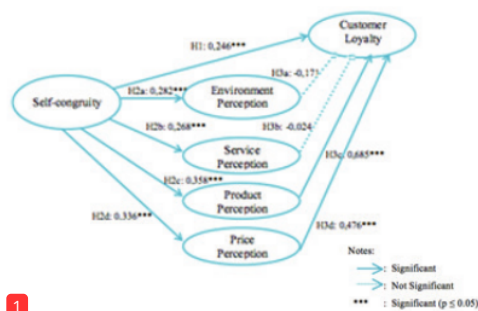 Customer
Loyalty
H1: 0,246***
H2a: 0,282***
Environment
Perception
H3a: -0,173
Self-congruity
H2b: 0,268***
H3b: -0,024
Service
Perception
H2c: 0,358***
H3c: 0,685***
Product
Perception
H2d: 0,336***
H3d: 0,476***
Price
Perception
Notes:
: Significant
: Not Significant
*** : Significant (p ≤ 0.05)
1